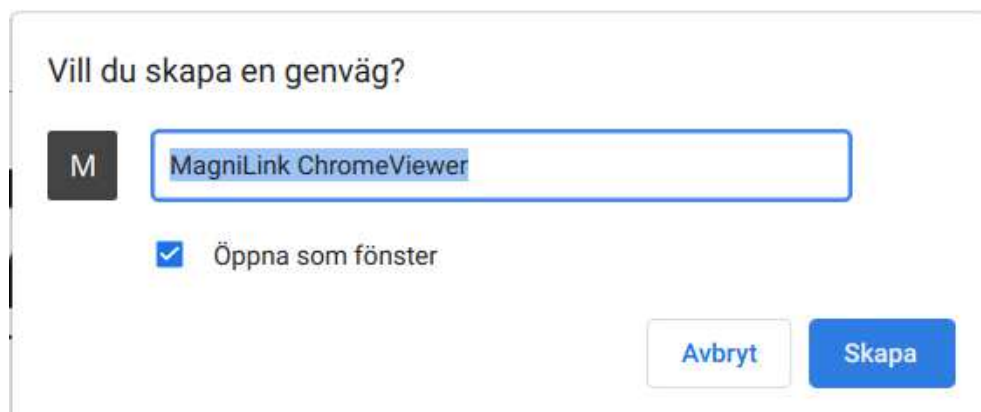 Vill du skapa en genväg?
M
MagniLink ChromeViewer
Öppna som fönster
Avbryt
Skapa